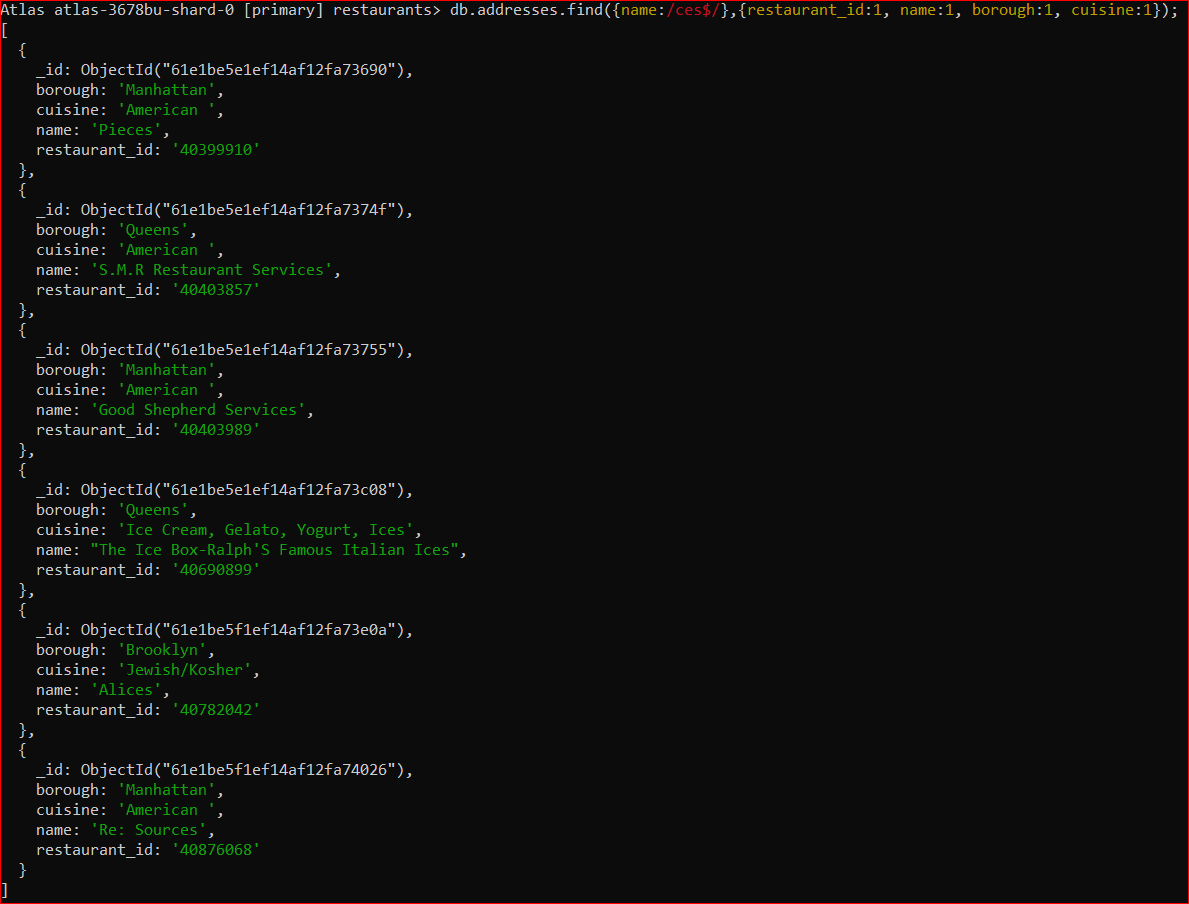 Atlas atlas-3678bu-shard-0 [primary] restaurants> db.addresses.find({name:/ces$/},{restaurant_id:1, name:1, borough:1, cuisine:1});
[
  {
    _id: ObjectId("61e1be5e1ef14af12fa73690"),
    borough: 'Manhattan',
    cuisine: 'American ',
    name: 'Pieces',
    restaurant_id: '40399910'
  },
  {
    _id: ObjectId("61e1be5e1ef14af12fa7374f"),
    borough: 'Queens',
    cuisine: 'American ',
    name: 'S.M.R Restaurant Services',
    restaurant_id: '40403857'
  },
  {
    _id: ObjectId("61e1be5e1ef14af12fa73755"),
    borough: 'Manhattan',
    cuisine: 'American ',
    name: 'Good Shepherd Services',
    restaurant_id: '40403989'
  },
  {
    _id: ObjectId("61e1be5e1ef14af12fa73c08"),
    borough: 'Queens',
    cuisine: 'Ice Cream, Gelato, Yogurt, Ices',
    name: "The Ice Box-Ralph'S Famous Italian Ices",
    restaurant_id: '40690899'
  },
  {
    _id: ObjectId("61e1be5f1ef14af12fa73e0a"),
    borough: 'Brooklyn',
    cuisine: 'Jewish/Kosher',
    name: 'Alices',
    restaurant_id: '40782042'
  },
  {
    _id: ObjectId("61e1be5f1ef14af12fa74026"),
    borough: 'Manhattan',
    cuisine: 'American ',
    name: 'Re: Sources',
    restaurant_id: '40876068'
  }
]